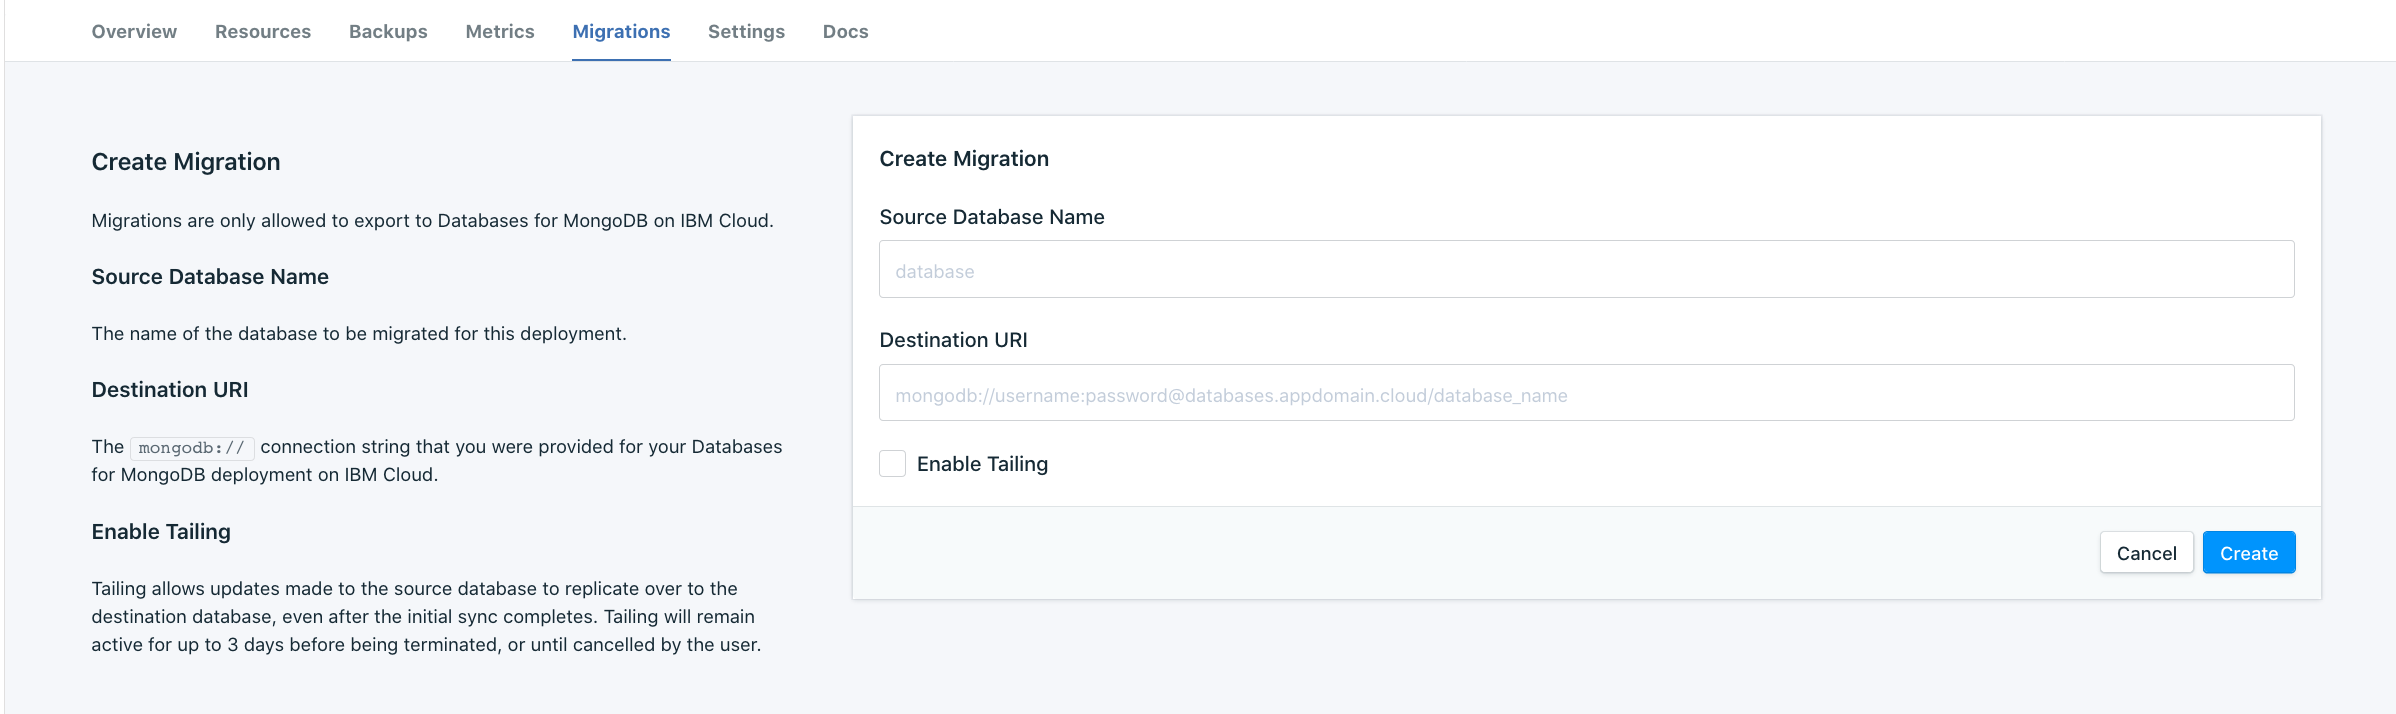 Overview Resources Backups Metrics Migrations Settings Docs
Create Migration
Migrations are only allowed to export to Databases for MongoDB on IBM Cloud.
Source Database Name
The name of the database to be migrated for this deployment.
Destination URI
The mongodb:// connection string that you were provided for your Databases
for MongoDB deployment on IBM Cloud.
Enable Tailing
Tailing allows updates made to the source database to replicate over to the
destination database, even after the initial sync completes. Tailing will remain
active for up to 3 days before being terminated, or until cancelled by the user.
Create Migration
Source Database Name
database
Destination URI
mongodb://username:password@databases.appdomain.cloud/database_name
Enable Tailing
Cancel Create